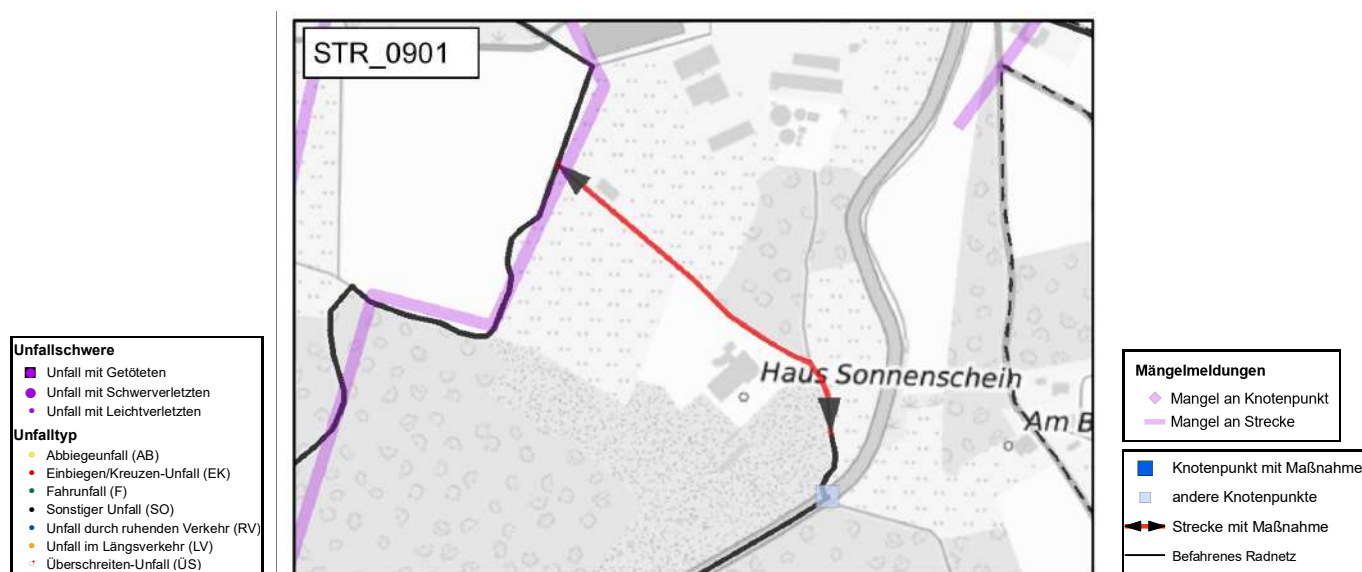 STR_0901
Haus Sonnenschein
Am B
Unfallschwere
Unfall mit Getöteten
Unfall mit Schwerverletzten
Unfall mit Leichtverletzten
Unfalltyp
Abbiegeunfall (AB)
Einbiegen/Kreuzen-Unfall (EK)
Fahrunfall (F)
Sonstiger Unfall (SO)
Unfall durch ruhenden Verkehr (RV)
Unfall im Längsverkehr (LV)
Überschreiten-Unfall (ÜS)
Mängelmeldungen
Mangel an Knotenpunkt
Mangel an Strecke
Knotenpunkt mit Maßnahme
andere Knotenpunkte
Strecke mit Maßnahme
Befahrenes Radnetz